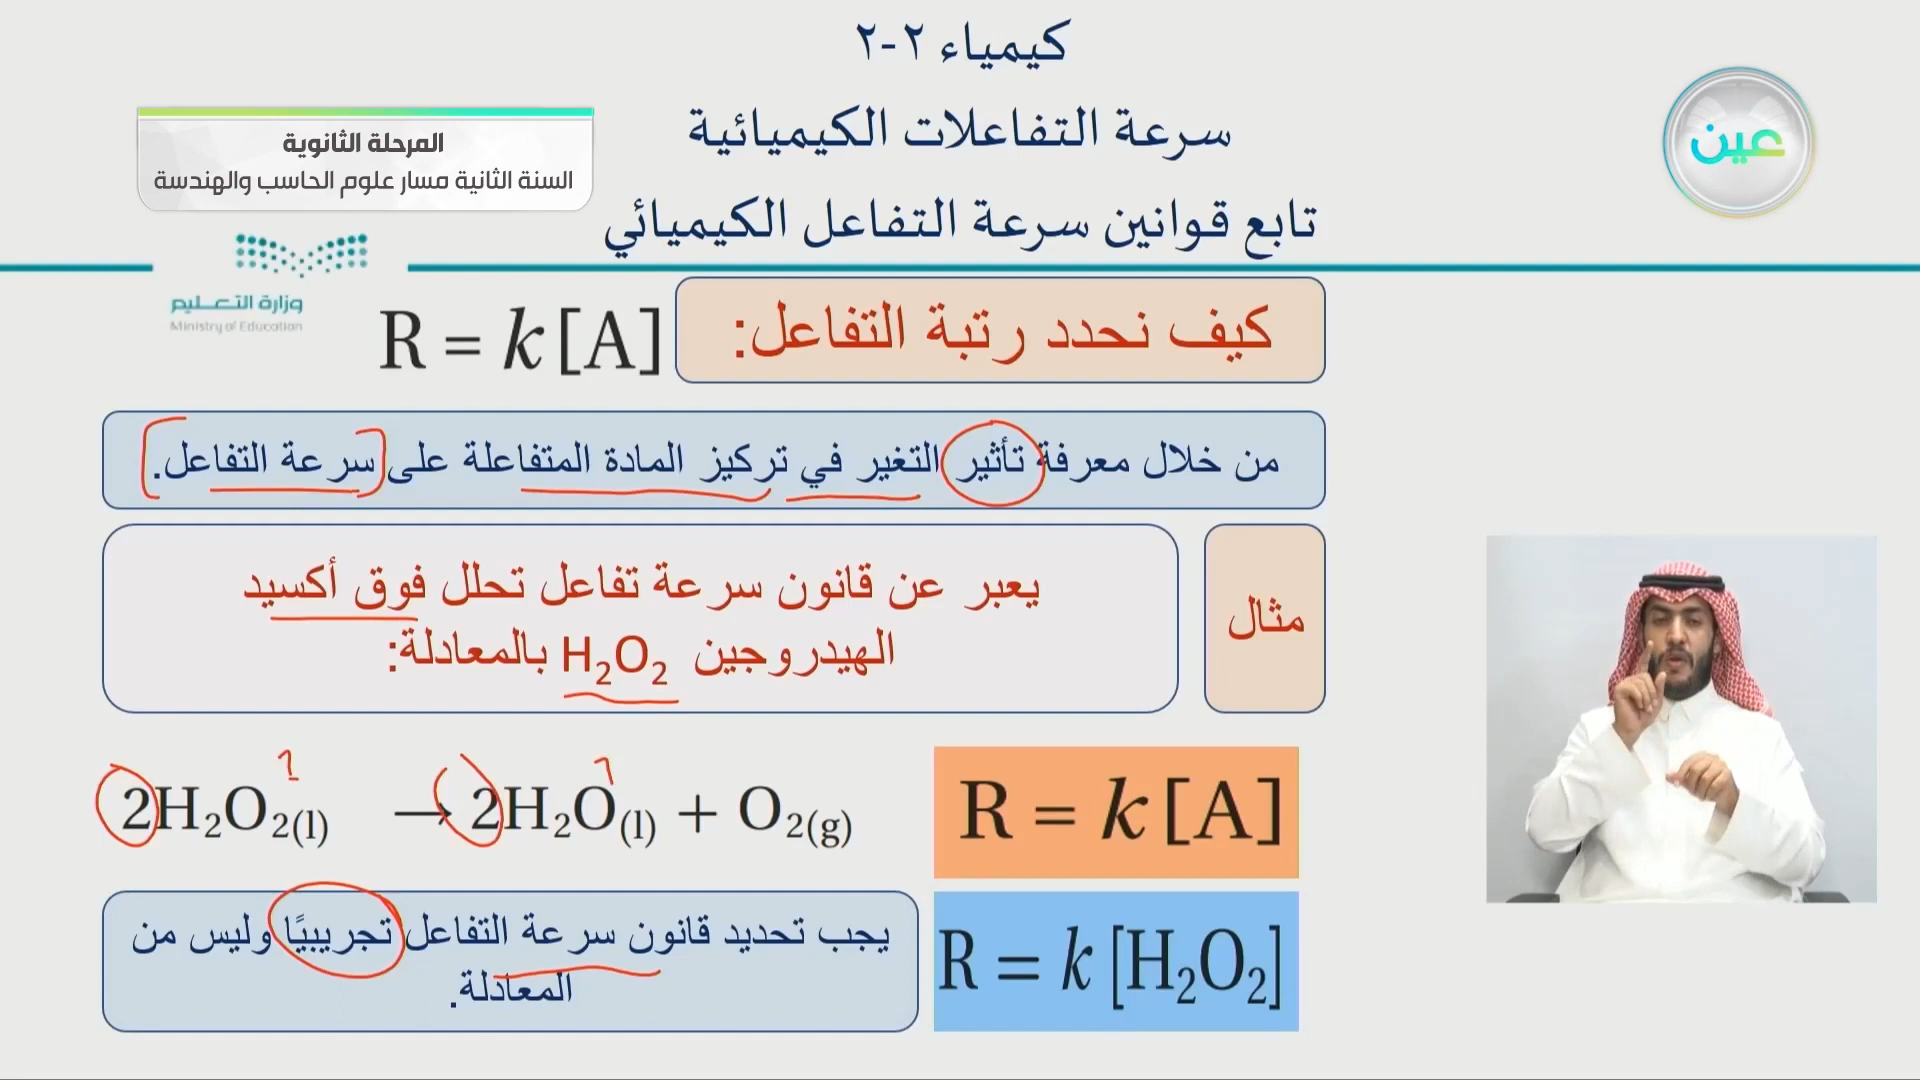 كيمياء ٢-٢
سرعة التفاعلات الكيميائية
تابع قوانين سرعة التفاعل الكيميائي
عين
المرحلة الثانوية
السنة الثانية مسار علوم الحاسب والهندسة
وزارة التعليم
Ministry of Education
كيف نحدد رتبة التفاعل:
R = k [A]
من خلال معرفة تأثير التغير في تركيز المادة المتفاعلة على سرعة التفاعل.
مثال
يعبر عن قانون سرعة تفاعل تحلل فوق أكسيد
الهيدروجين H₂O₂ بالمعادلة:
2H₂O₂(l) → 2H₂O(l) + O₂(g)
R = k [A]
يجب تحديد قانون سرعة التفاعل تجريبيًا وليس من
المعادلة.
R = k [H₂O₂]